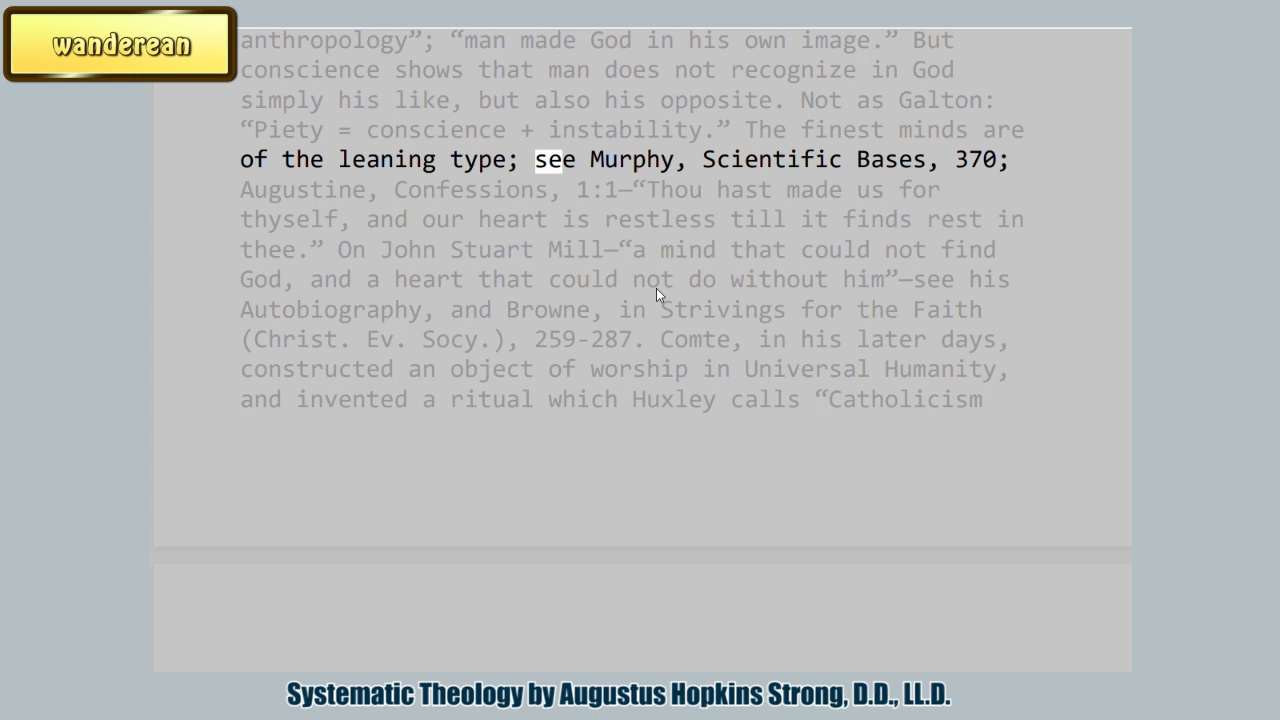 wanderean
anthropology”; “man made God in his own image.” But
conscience shows that man does not recognize in God
simply his like, but also his opposite. Not as Galton:
“Piety = conscience + instability.” The finest minds are
of the leaning type; see Murphy, Scientific Bases, 370;
Augustine, Confessions, 1:1—“Thou hast made us for
thyself, and our heart is restless till it finds rest in
thee.” On John Stuart Mill—“a mind that could not find
God, and a heart that could not do without him”—see his
Autobiography, and Browne, in Strivings for the Faith
(Christ. Ev. Socy.), 259-287. Comte, in his later days,
constructed an object of worship in Universal Humanity,
and invented a ritual which Huxley calls “Catholicism
Systematic Theology by Augustus Hopkins Strong, D.D., LL.D.